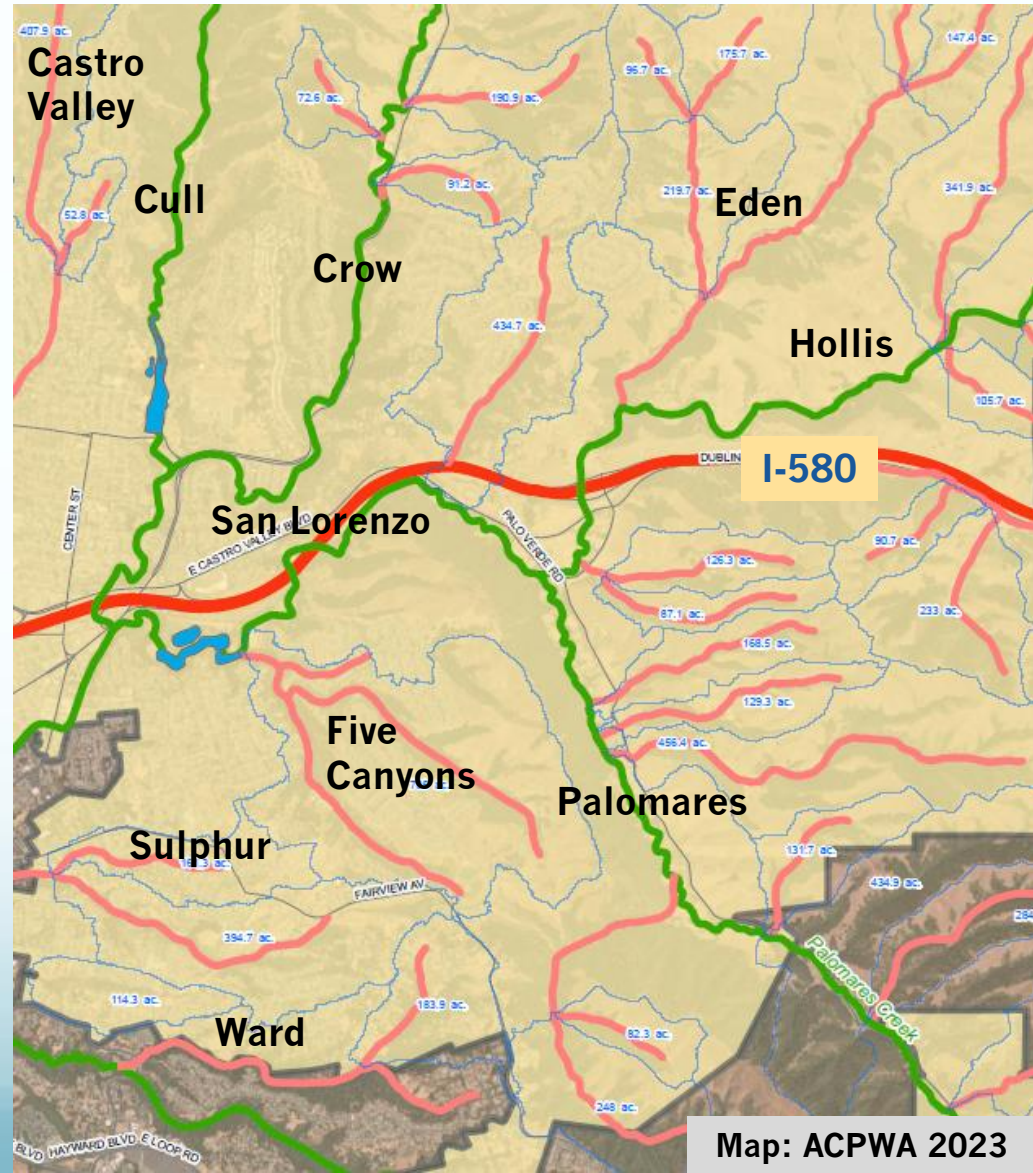 407.9 ac.
Castro
Valley
147.4 ac.
175.7 ac.
96.7 ac.
72.6 ac.
190.9 ac.
91.2 ac.
219.7 ac.
341.9 ac.
Cull
52.8 ac.
Eden
Crow
434.7 ac.
Hollis
105.7 ac.
DUBLIN
I-580
CENTER ST
San Lorenzo
E CASTRO VALLEY BLVD
PALO VERDE RD
90.7 ac.
126.3 ac.
87.1 ac.
233 ac.
168.5 ac.
129.3 ac.
456.4 ac.
Five
Canyons
Palomares
Sulphur
131.7 ac.
434.9 ac.
FAIRVIEW AV
284
394.7 ac.
Palomares Creek
114.3 ac.
183.9 ac.
Ward
82.3 ac.
248 ac.
BLVD HAYWARD BLVD E LOOP RD
Map: ACPWA 2023